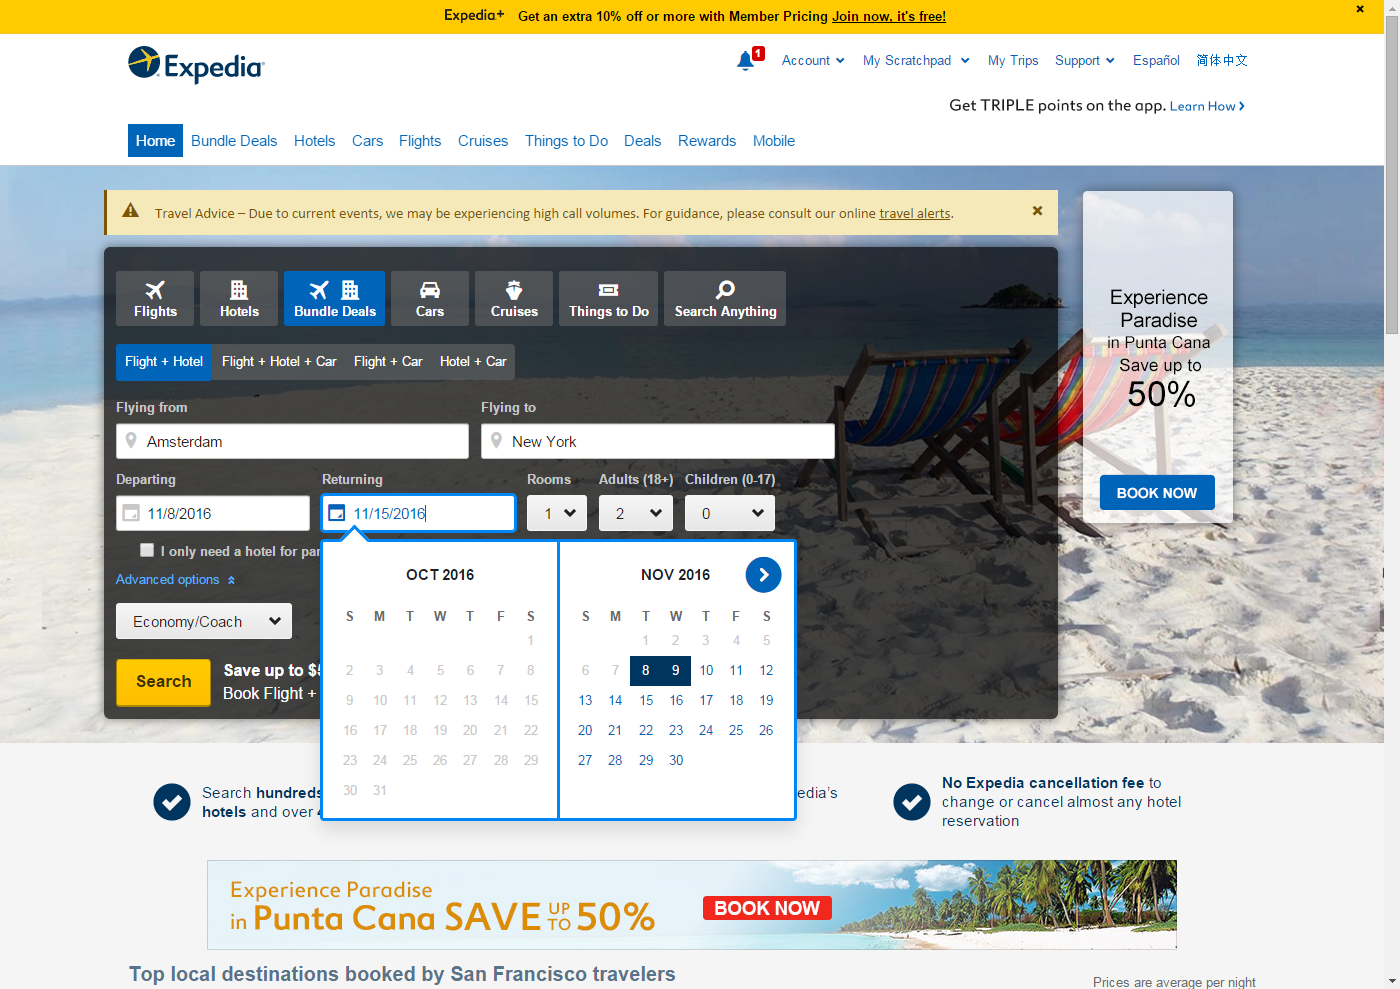 Expedia+ Get an extra 10% off or more with Member Pricing Join now, it's free!
Expedia
1 Account My Scratchpad My Trips Support Español 简体中文
Get TRIPLE points on the app. Learn How
Home Bundle Deals Hotels Cars Flights Cruises Things to Do Deals Rewards Mobile
Travel Advice – Due to current events, we may be experiencing high call volumes. For guidance, please consult our online travel alerts.
Flights Hotels Bundle Deals Cars Cruises Things to Do Search Anything
Flight + Hotel Flight + Hotel + Car Flight + Car Hotel + Car
Flying from Flying to
Amsterdam New York
Departing Returning Rooms Adults (18+) Children (0-17)
11/8/2016 11/15/2016 1 2 0
I only need a hotel for
Advanced options
Economy/Coach
Search
Save up to
Book Flight +
OCT 2016
S M T W T F S
1
2 3 4 5 6 7 8
9 10 11 12 13 14 15
16 17 18 19 20 21 22
23 24 25 26 27 28 29
30 31
NOV 2016
S M T W T F S
1 2 3 4 5
6 7 8 9 10 11 12
13 14 15 16 17 18 19
20 21 22 23 24 25 26
27 28 29 30
Experience
Paradise
in Punta Cana
Save up to
50%
BOOK NOW
Search hundreds
hotels and over
No Expedia cancellation fee to
change or cancel almost any hotel
reservation
Experience Paradise
in Punta Cana SAVE UP TO 50%
BOOK NOW
Top local destinations booked by San Francisco travelers
Prices are average per night